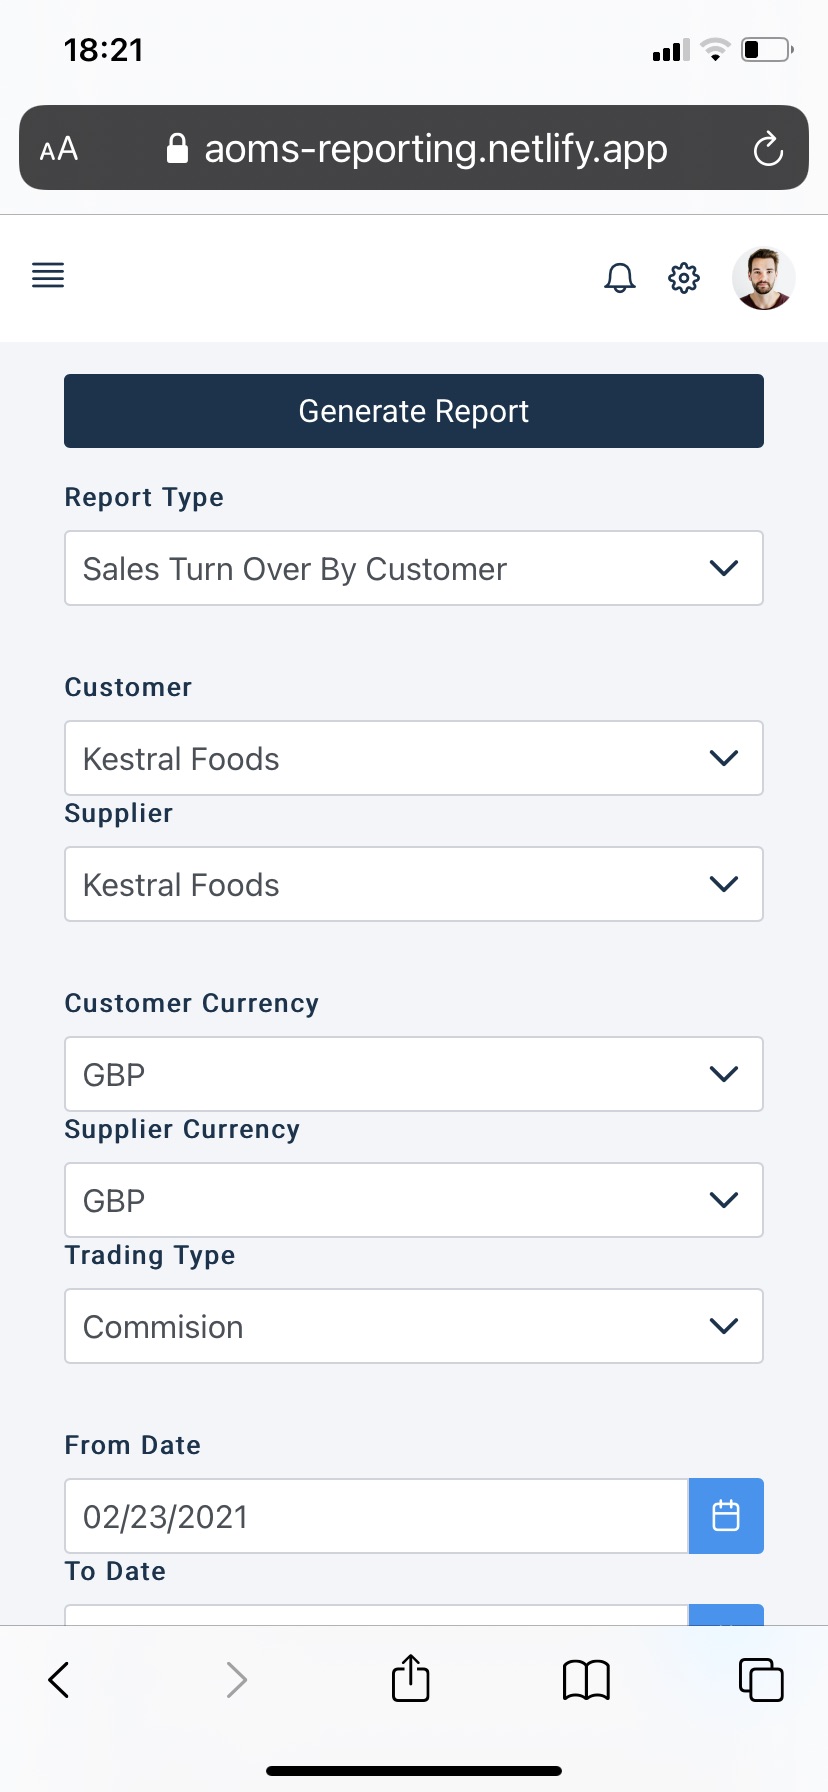 18:21
AA aoms-reporting.netlify.app
Generate Report
Report Type
Sales Turn Over By Customer
Customer
Kestral Foods
Supplier
Kestral Foods
Customer Currency
GBP
Supplier Currency
GBP
Trading Type
Commision
From Date
02/23/2021
To Date